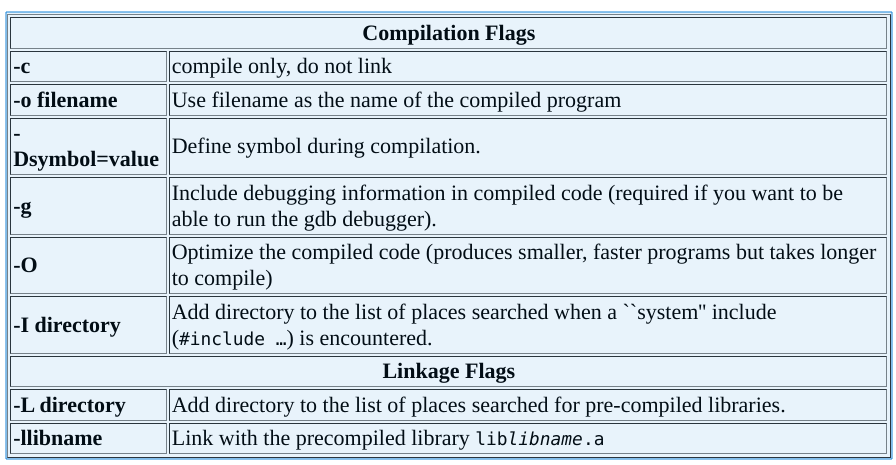 Compilation Flags
-c
compile only, do not link
-o filename
Use filename as the name of the compiled program
-
Dsymbol=value
Define symbol during compilation.
-g
Include debugging information in compiled code (required if you want to be
able to run the gdb debugger).
-O
Optimize the compiled code (produces smaller, faster programs but takes longer
to compile)
-I directory
Add directory to the list of places searched when a ``system" include
(#include …) is encountered.
Linkage Flags
-L directory
Add directory to the list of places searched for pre-compiled libraries.
-llibname
Link with the precompiled library liblibname.a